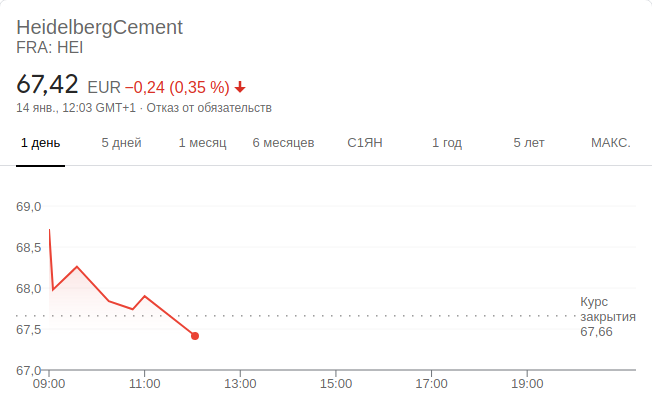 HeidelbergCement
FRA: HEI
67,42 EUR −0,24 (0,35 %)
14 янв., 12:03 GMT+1 · Отказ от обязательств
1 день 5 дней 1 месяц 6 месяцев С1ЯН 1 год 5 лет МАКС.
69,0
68,5
68,0
67,5
67,0
Курс
закрытия
67,66
09:00 11:00 13:00 15:00 17:00 19:00